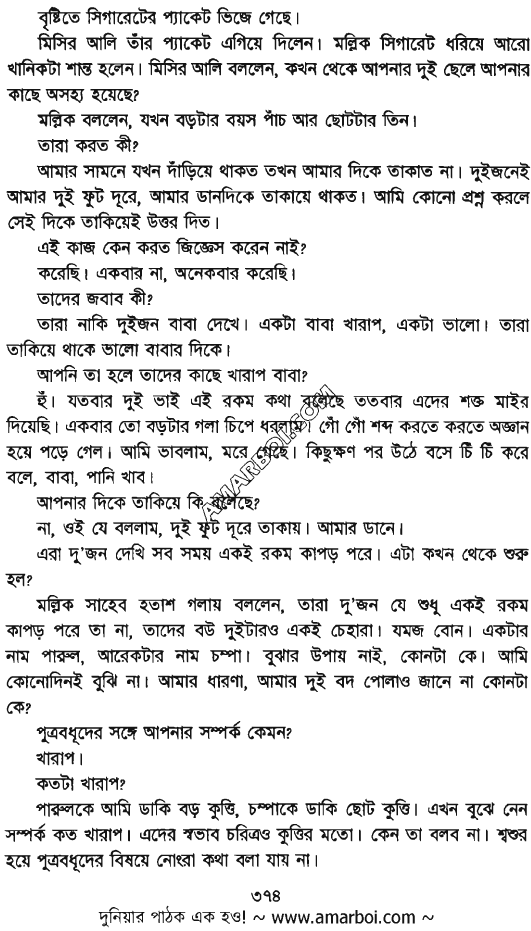 বৃষ্টিতে সিগারেটের প্যাকেট ভিজে গেছে।
মিসির আলি তাঁর প্যাকেট এগিয়ে দিলেন। মল্লিক সিগারেট ধরিয়ে আরো
খানিকটা শান্ত হলেন। মিসির আলি বললেন, কখন থেকে আপনার দুই ছেলে আপনার
কাছে অসহ্য হয়েছে?
মল্লিক বললেন, যখন বড়টার বয়স পাঁচ আর ছোটটার তিন।
তারা করত কী?
আমার সামনে যখন দাঁড়িয়ে থাকত তখন আমার দিকে তাকাত না। দুইজনেই
আমার দুই ফুট দূরে, আমার ডানদিকে তাকায়ে থাকত। আমি কোনো প্রশ্ন করলে
সেই দিকে তাকিয়েই উত্তর দিত।
এই কাজ কেন করত জিজ্ঞেস করেন নাই?
করেছি। একবার না, অনেকবার করেছি।
তাদের জবাব কী?
তারা নাকি দুইজন বাবা দেখে। একটা বাবা খারাপ, একটা ভালো। তারা
তাকিয়ে থাকে ভালো বাবার দিকে।
আপনি তা হলে তাদের কাছে খারাপ বাবা?
হুঁ। যতবার দুই ভাই এই রকম কথা বলেছে ততবার এদের শক্ত মাইর
দিয়েছি। একবার তো বড়টার গলা চিপে ধরলাম। গোঁ গোঁ শব্দ করতে করতে অজ্ঞান
হয়ে পড়ে গেল। আমি ভাবলাম, মরে গেছে। কিছুক্ষণ পর উঠে বসে চিঁ চিঁ করে
বলে, বাবা, পানি খাব।
আপনার দিকে তাকিয়ে কি বলেছে?
না, ওই যে বললাম, দুই ফুট দূরে তাকায়। আমার ডানে।
এরা দু'জন দেখি সব সময় একই রকম কাপড় পরে। এটা কখন থেকে শুরু
হল?
মল্লিক সাহেব হতাশ গলায় বললেন, তারা দু'জন যে শুধু একই রকম
কাপড় পরে তা না, তাদের বউ দুইটারও একই চেহারা। যমজ বোন। একটার
নাম পারুল, আরেকটার নাম চম্পা। বুঝার উপায় নাই, কোনটা কে। আমি
কোনোদিনই বুঝি না। আমার ধারণা, আমার দুই বদ পোলাও জানে না কোনটা
কে?
পুত্রবধূদের সঙ্গে আপনার সম্পর্ক কেমন?
খারাপ।
কতটা খারাপ?
পারুলকে আমি ডাকি বড় কুত্তি, চম্পাকে ডাকি ছোট কুত্তি। এখন বুঝে নেন
সম্পর্ক কত খারাপ। এদের স্বভাব চরিত্রও কুত্তির মতো। কেন তা বলব না। শ্বশুর
হয়ে পুত্রবধূদের বিষয়ে নোংরা কথা বলা যায় না।
AMARBOI.COM
৩৭৪
দুনিয়ার পাঠক এক হও! ~ www.amarboi.com ~